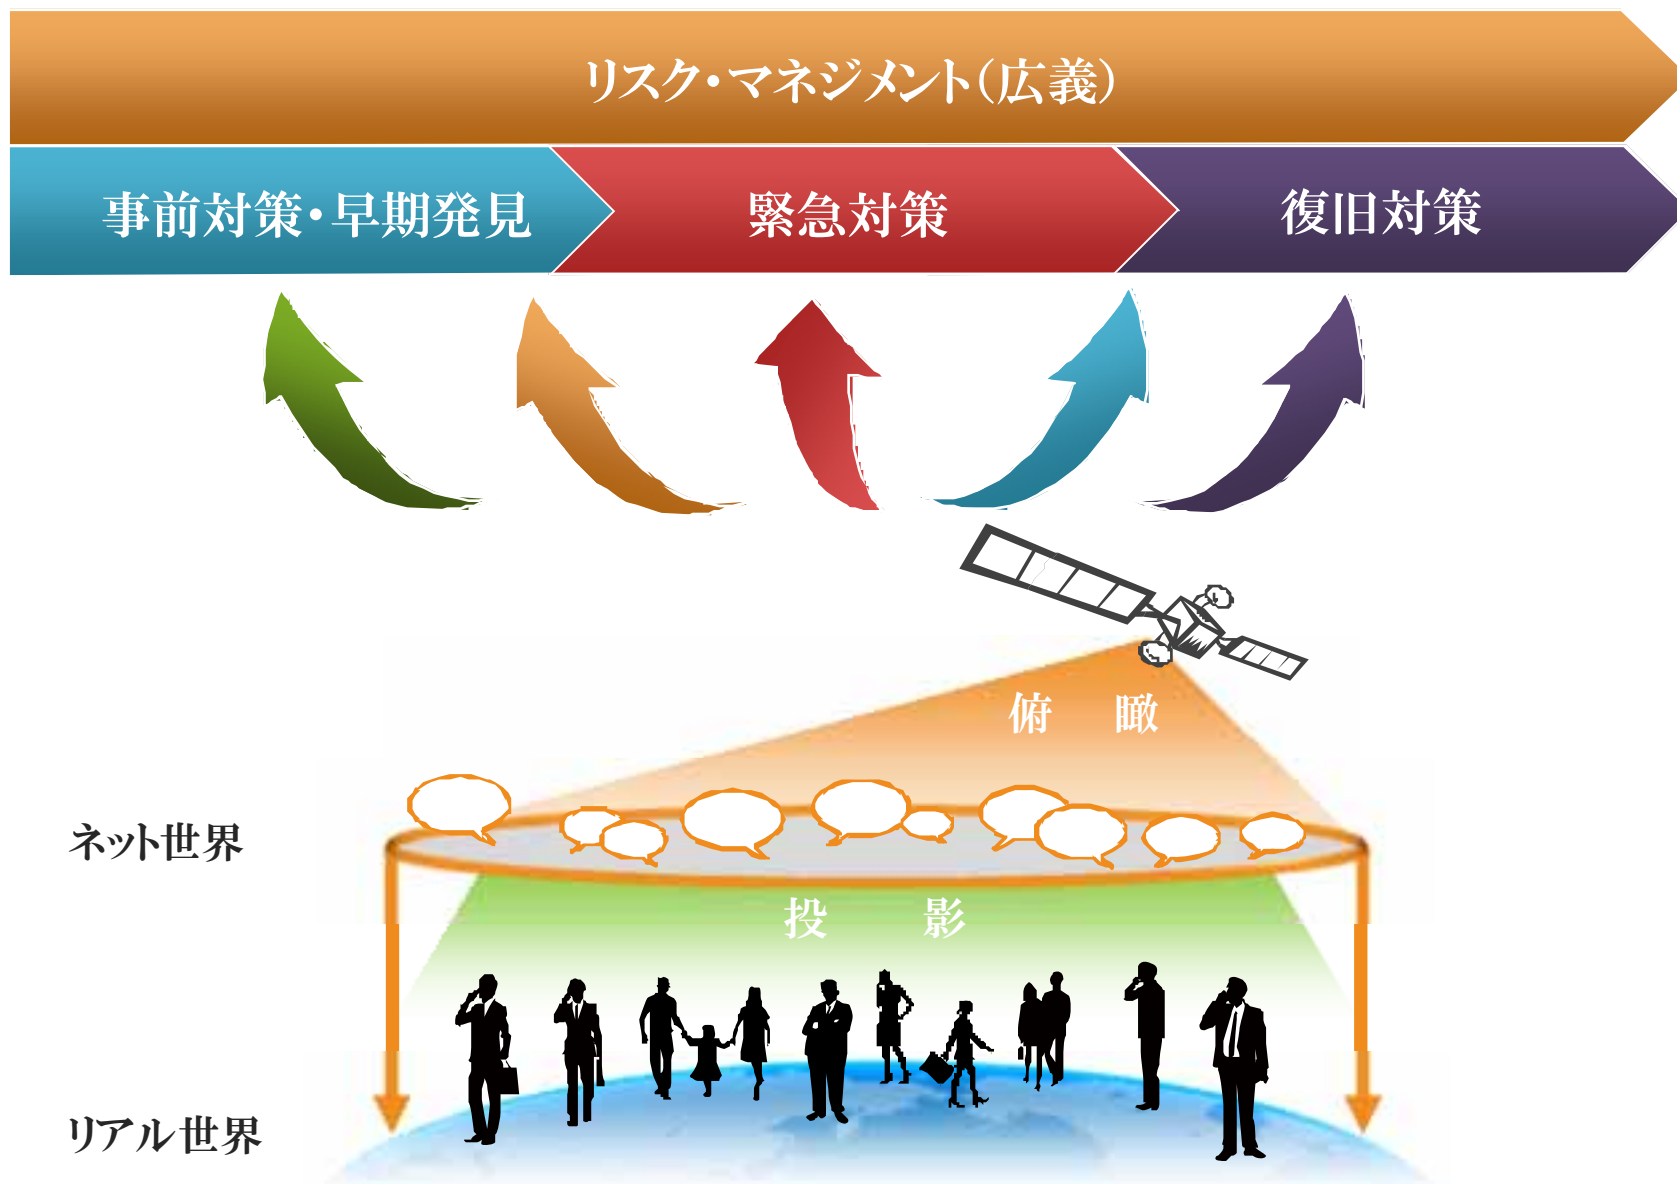 リスク・マネジメント(広義)
事前対策・早期発見
緊急対策
復旧対策
俯瞰
ネット世界
投影
リアル世界